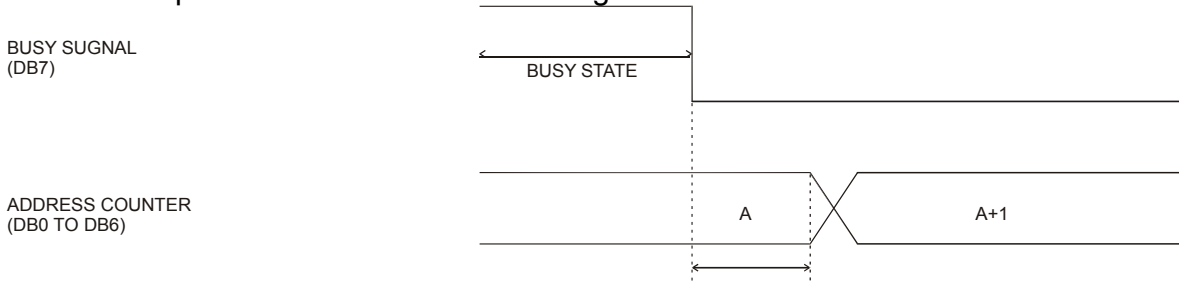 BUSY SUGNAL
(DB7)
BUSY STATE
ADDRESS COUNTER
(DB0 TO DB6)
A
A+1